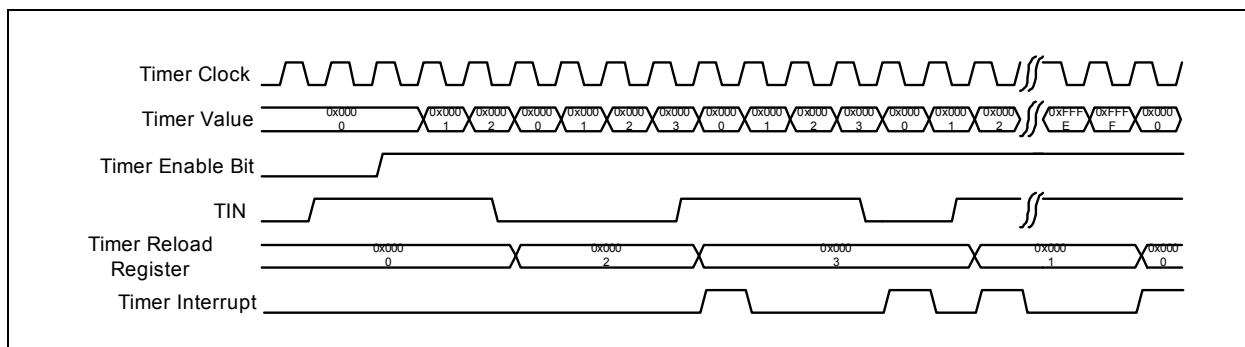 Timer Clock
Timer Value
0x000 0x000 0x000 0x000 0x000 0x000 0x000 0x000 0x000 0x000 0x000 0x000 0x000 0x000 0xFFF 0xFFF 0x000
0 1 2 0 1 2 3 0 1 2 3 0 1 2 E F 0
Timer Enable Bit
TIN
Timer Reload
Register
0x000 0x000 0x000 0x000 0x000
0 2 3 1 0
Timer Interrupt